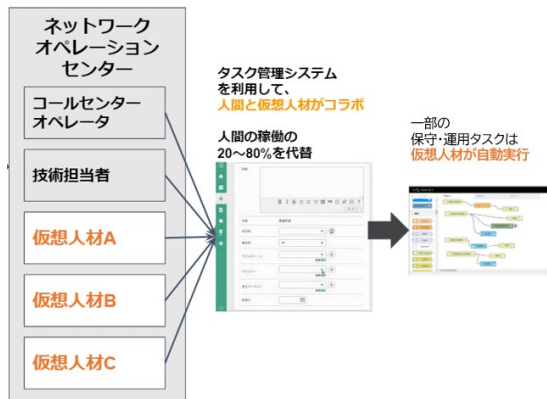 ネットワーク
オペレーション
センター
コールセンター
オペレータ
技術担当者
仮想人材A
仮想人材B
仮想人材C
タスク管理システム
を利用して、
人間と仮想人材がコラボ
人間の稼働の
20～80%を代替
一部の
保守・運用タスクは
仮想人材が自動実行